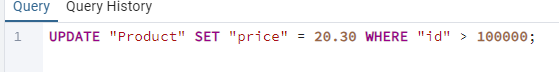 Query Query History
1 UPDATE "Product" SET "price" = 20.30 WHERE "id" > 100000;